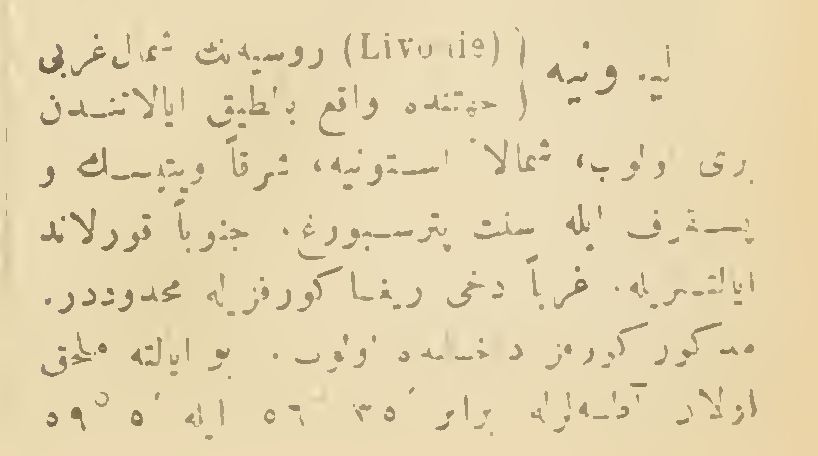 ليوونيه (Livonie) روسيه‌نك شمال غربى
جهتنده واقع بالطيق ايالاتندن
برى اولوب، شمالاً استونيه، شرقاً ويتبسك و
پسقوف ايله سنت پترسبورغ، جنوباً قورلاند
ايالتلريله، غرباً دخى ريغا كورفزيله محدوددر.
مذكور كورفز داخلنده اولوب، بو ايالته ملحق
اولان آطه‌لرله برابر ٣٥ʹ ٥٦° ايله ٥ʹ ٥٩°